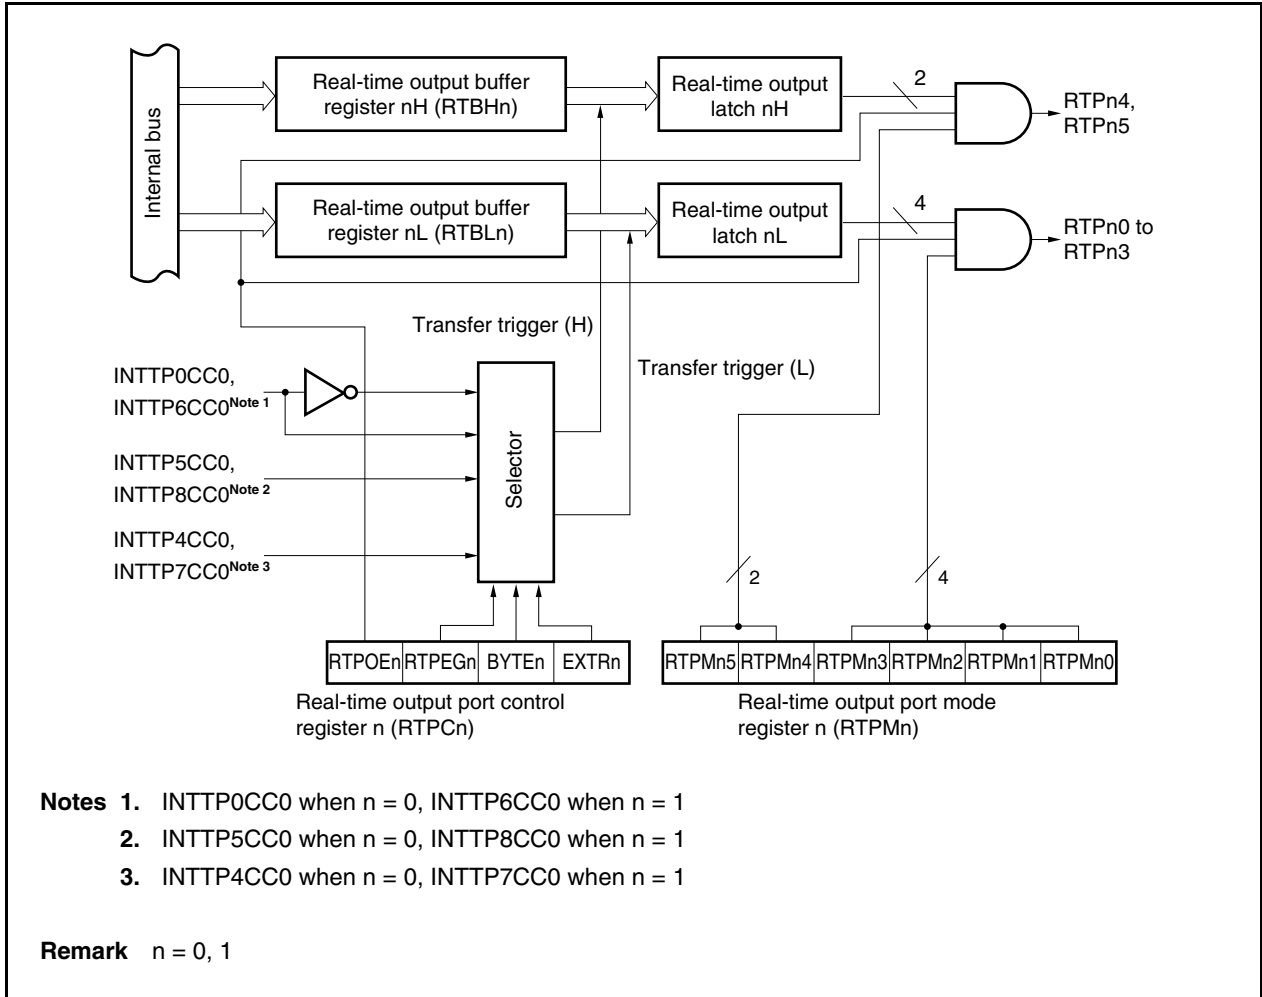 Internal bus
Real-time output buffer
register nH (RTBHn)
Real-time output
latch nH
2
RTPn4,
RTPn5
Real-time output buffer
register nL (RTBLn)
Real-time output
latch nL
4
RTPn0 to
RTPn3
Transfer trigger (H)
Transfer trigger (L)
INTTP0CC0,
INTTP6CC0Note 1
INTTP5CC0,
INTTP8CC0Note 2
INTTP4CC0,
INTTP7CC0Note 3
Selector
2
4
RTPOEn RTPEGn BYTEn EXTRn
Real-time output port control
register n (RTPCn)
RTPMn5 RTPMn4 RTPMn3 RTPMn2 RTPMn1 RTPMn0
Real-time output port mode
register n (RTPMn)
Notes 1. INTTP0CC0 when n = 0, INTTP6CC0 when n = 1
2. INTTP5CC0 when n = 0, INTTP8CC0 when n = 1
3. INTTP4CC0 when n = 0, INTTP7CC0 when n = 1
Remark n = 0, 1